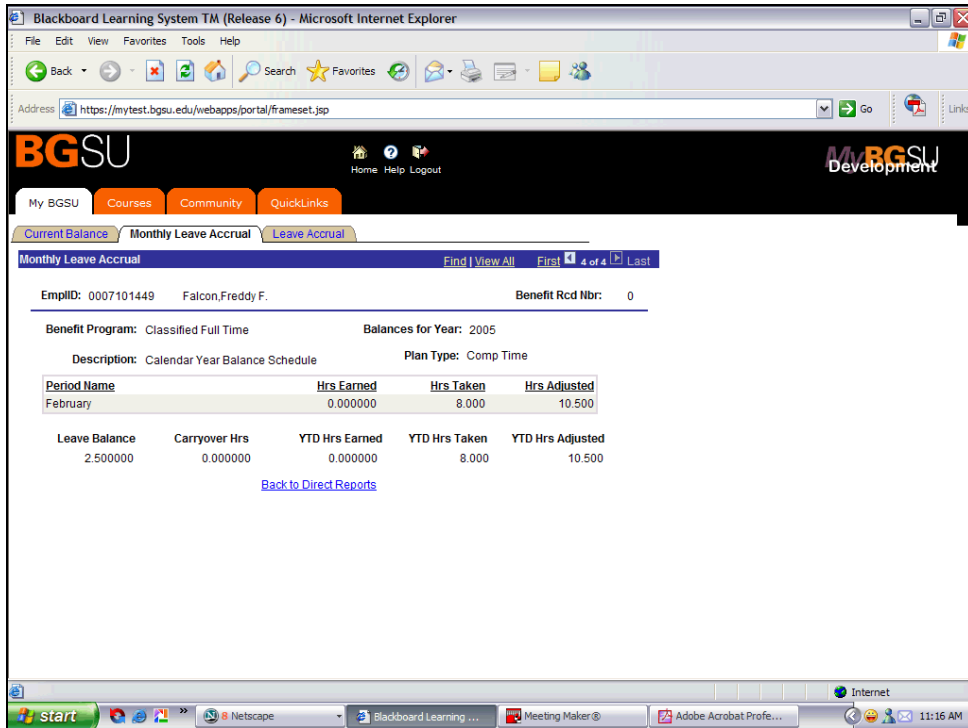 Blackboard Learning System TM (Release 6) - Microsoft Internet Explorer
File Edit View Favorites Tools Help
Back Search Favorites
Address https://mytest.bgsu.edu/webapps/portal/frameset.jsp Go Links
BGSU
Home Help Logout
MyBGSU
Development
My BGSU Courses Community QuickLinks
Current Balance Monthly Leave Accrual Leave Accrual
Monthly Leave Accrual Find | View All First 4 of 4 Last
EmplID: 0007101449 Falcon,Freddy F. Benefit Rcd Nbr: 0
Benefit Program: Classified Full Time Balances for Year: 2005
Description: Calendar Year Balance Schedule Plan Type: Comp Time
Period Name Hrs Earned Hrs Taken Hrs Adjusted
February 0.000000 8.000 10.500
Leave Balance Carryover Hrs YTD Hrs Earned YTD Hrs Taken YTD Hrs Adjusted
2.500000 0.000000 0.000000 8.000 10.500
Back to Direct Reports
Internet
start » 8 Netscape Blackboard Learning ... Meeting Maker® Adobe Acrobat Profe... 11:16 AM